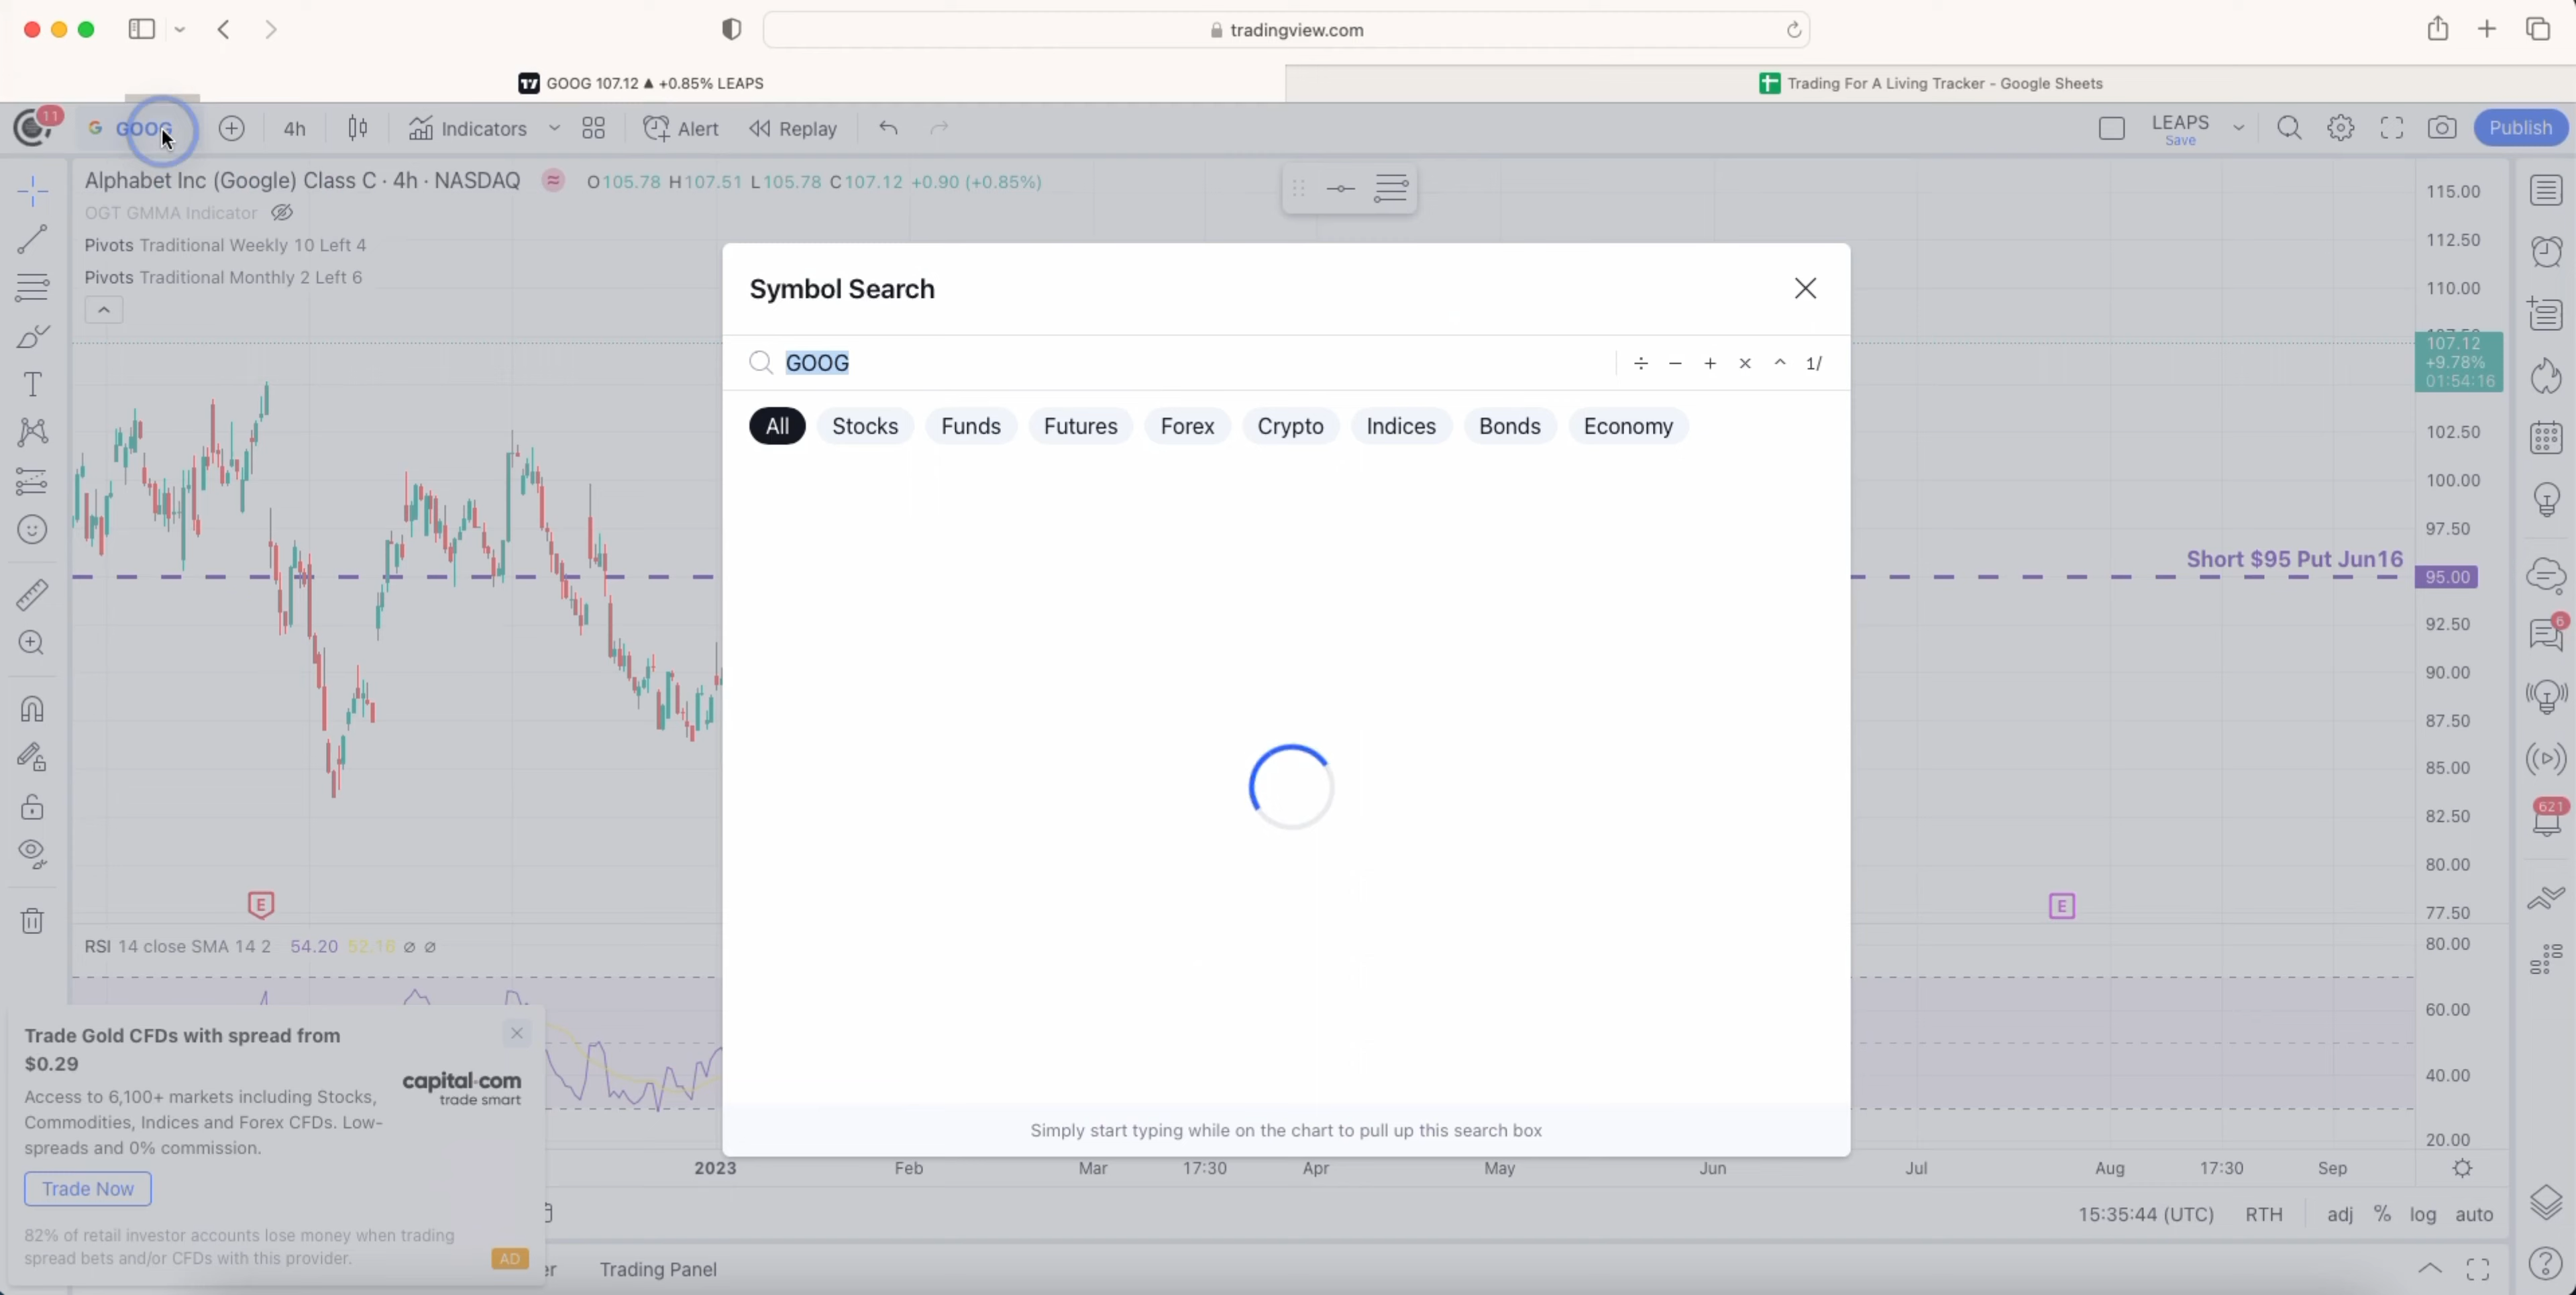 tradingview.com
GOOG 107.12 ▲ +0.85% LEAPS
Trading For A Living Tracker - Google Sheets
11
GOOG
4h
Indicators
Alert
Replay
LEAPS
Save
Publish
Alphabet Inc (Google) Class C · 4h · NASDAQ
O105.78 H107.51 L105.78 C107.12 +0.90 (+0.85%)
OGT GMMA Indicator
Pivots Traditional Weekly 10 Left 4
Pivots Traditional Monthly 2 Left 6
Symbol Search
GOOG
÷ − + × ^ 1/
All
Stocks
Funds
Futures
Forex
Crypto
Indices
Bonds
Economy
Simply start typing while on the chart to pull up this search box
115.00
112.50
110.00
107.12
+9.78%
01:54:16
102.50
100.00
97.50
Short $95 Put Jun16
95.00
92.50
90.00
87.50
85.00
82.50
80.00
77.50
80.00
60.00
40.00
20.00
6
621
E
E
RSI 14 close SMA 14 2 54.20 52.18 ∅ ∅
Trade Gold CFDs with spread from
$0.29
capital.com
trade smart
Access to 6,100+ markets including Stocks,
Commodities, Indices and Forex CFDs. Low-
spreads and 0% commission.
Trade Now
82% of retail investor accounts lose money when trading
spread bets and/or CFDs with this provider.
AD
2023
Feb
Mar
17:30
Apr
May
Jun
Jul
Aug
17:30
Sep
15:35:44 (UTC)
RTH
adj
%
log
auto
er
Trading Panel